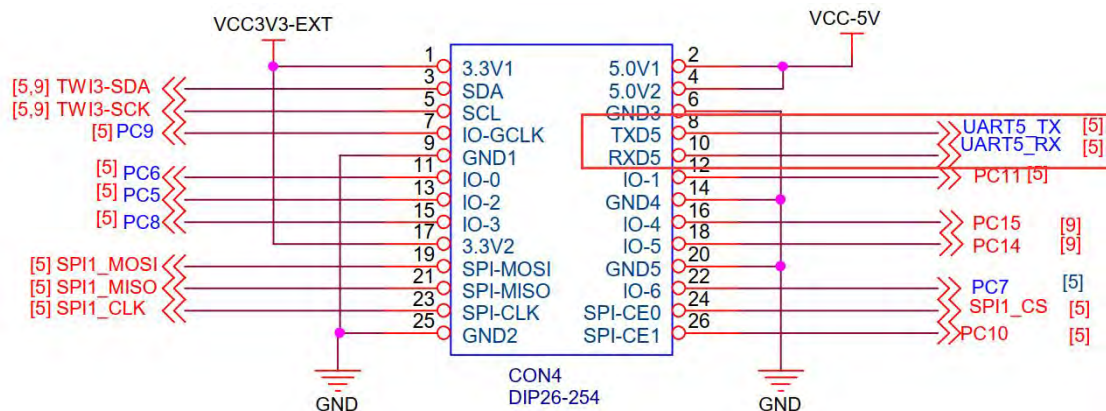 VCC3V3-EXT VCC-5V
1 3.3V1 5.0V1 2
[5,9] TWI3-SDA 3 SDA 5.0V2 4
[5,9] TWI3-SCK 5 SCL GND3 6
[5] PC9 7 IO-GCLK TXD5 8 UART5_TX [5]
9 GND1 RXD5 10 UART5_RX [5]
[5] PC6 11 IO-0 IO-1 12 PC11 [5]
[5] PC5 13 IO-2 GND4 14
[5] PC8 15 IO-3 IO-4 16 PC15 [9]
17 3.3V2 IO-5 18 PC14 [9]
[5] SPI1_MOSI 19 SPI-MOSI GND5 20
[5] SPI1_MISO 21 SPI-MISO IO-6 22 PC7 [5]
[5] SPI1_CLK 23 SPI-CLK SPI-CE0 24 SPI1_CS [5]
25 GND2 SPI-CE1 26 PC10 [5]
CON4
DIP26-254
GND GND